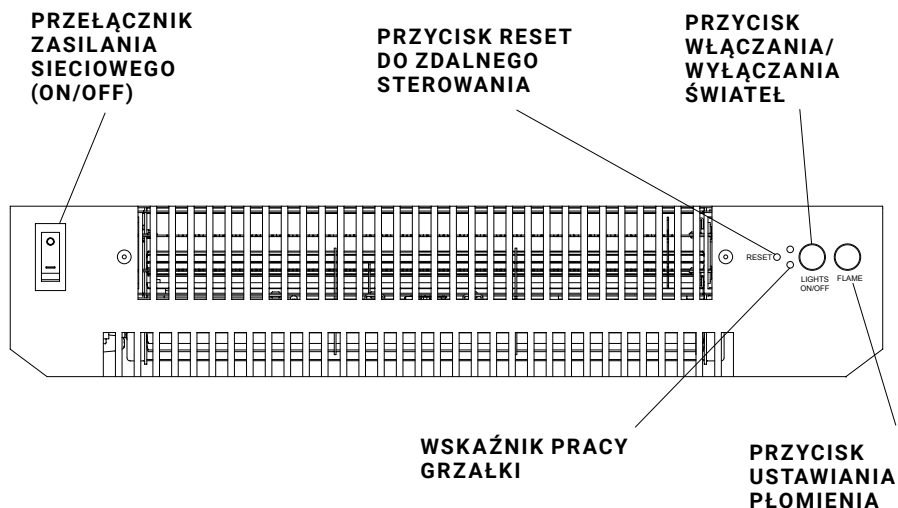 PRZEŁĄCZNIK
ZASILANIA
SIECIOWEGO
(ON/OFF)
PRZYCISK RESET
DO ZDALNEGO
STEROWANIA
PRZYCISK
WŁĄCZANIA/
WYŁĄCZANIA
ŚWIATEŁ
RESET
LIGHTS
ON/OFF
FLAME
WSKAŹNIK PRACY
GRZAŁKI
PRZYCISK
USTAWIANIA
PŁOMIENIA